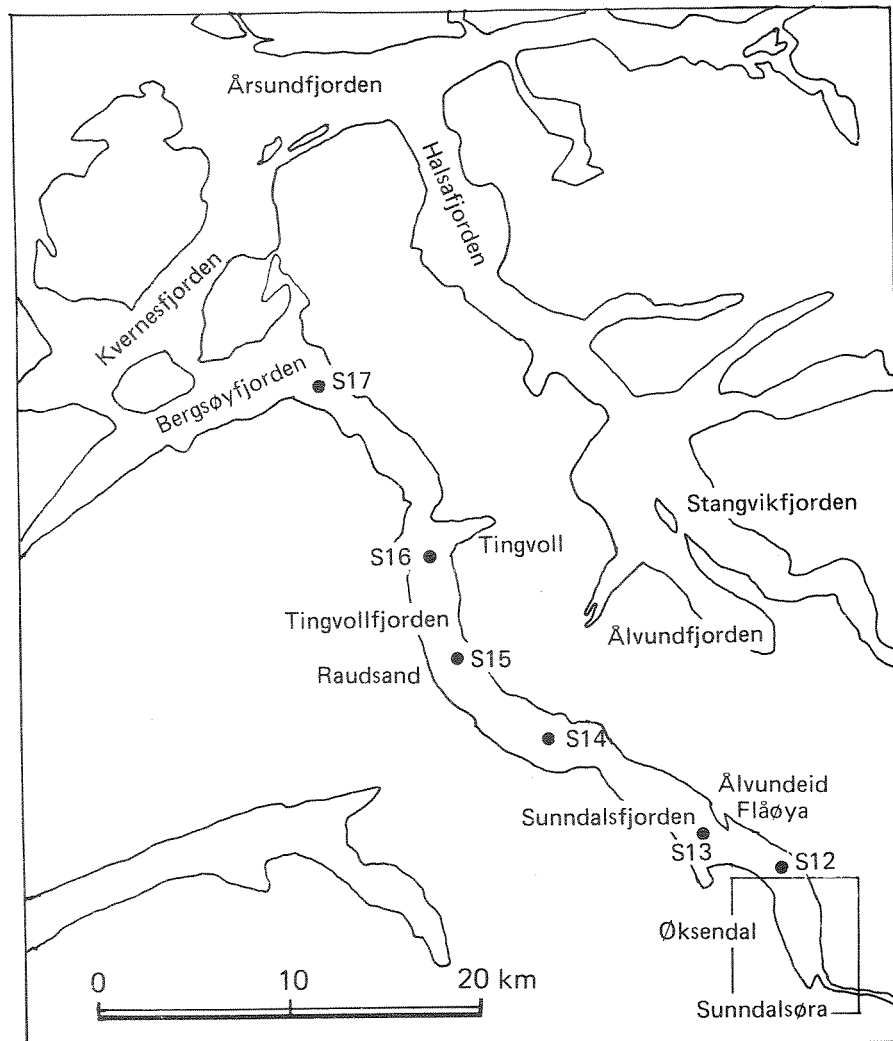 Årsundfjorden
Halsafjorden
Kvernesfjorden
Bergsøyfjorden
S17
Stangvikfjorden
S16
Tingvoll
Tingvollfjorden
Ålvundfjorden
Raudsand
S15
S14
Ålvundeid
Flåøya
Sunndalsfjorden
S13
S12
Øksendal
0 10 20 km
Sunndalsøra